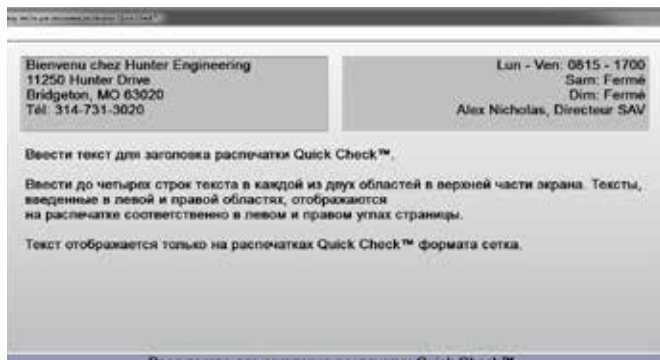 Bienvenu chez Hunter Engineering
11250 Hunter Drive
Bridgeton, MO 63020
Tél: 314-731-3020
Lun - Ven: 0815 - 1700
Sam: Fermé
Dim: Fermé
Alex Nicholas, Directeur SAV
Ввести текст для заголовка распечатки Quick Check™.
Ввести до четырех строк текста в каждой из двух областей в верхней части экрана. Тексты,
введенные в левой и правой областях, отображаются
на распечатке соответственно в левом и правом углах страницы.
Текст отображается только на распечатках Quick Check™ формата сетка.